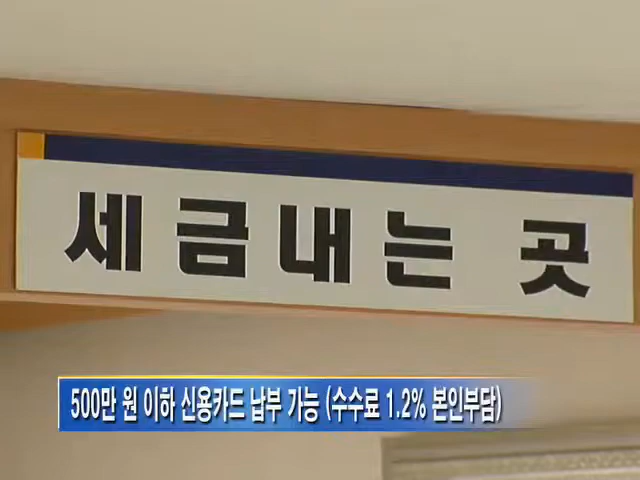 세금내는 곳
500만 원 이하 신용카드 납부 가능 (수수료 1.2% 본인부담)